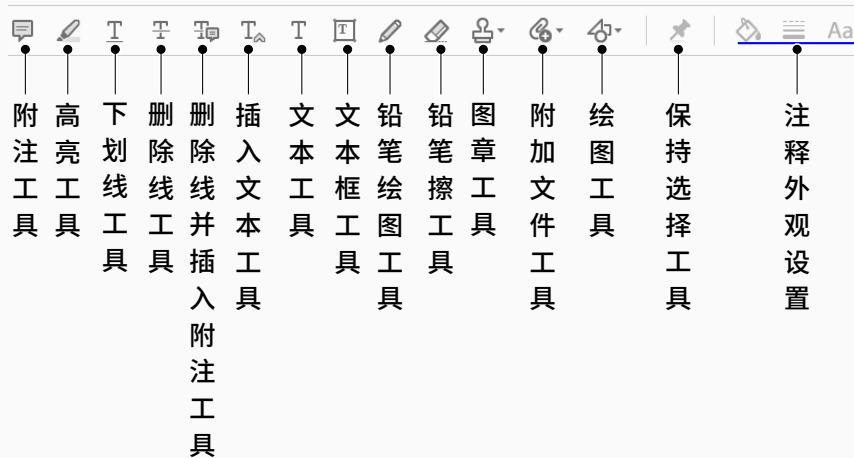 Aa
附注工具
高亮工具
下划线工具
删除线工具
删除线并插入附注工具
插入文本工具
文本工具
文本框工具
铅笔绘图工具
铅笔擦工具
图章工具
附加文件工具
绘图工具
保持选择工具
注释外观设置